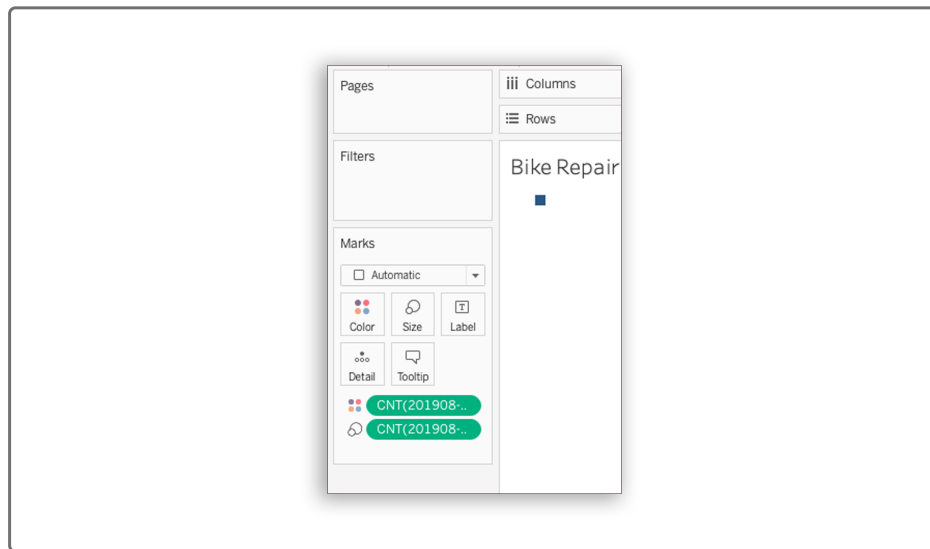 Pages
Columns
Rows
Filters
Bike Repair
Marks
Automatic
Color Size Label
Detail Tooltip
CNT(201908-..
CNT(201908-..